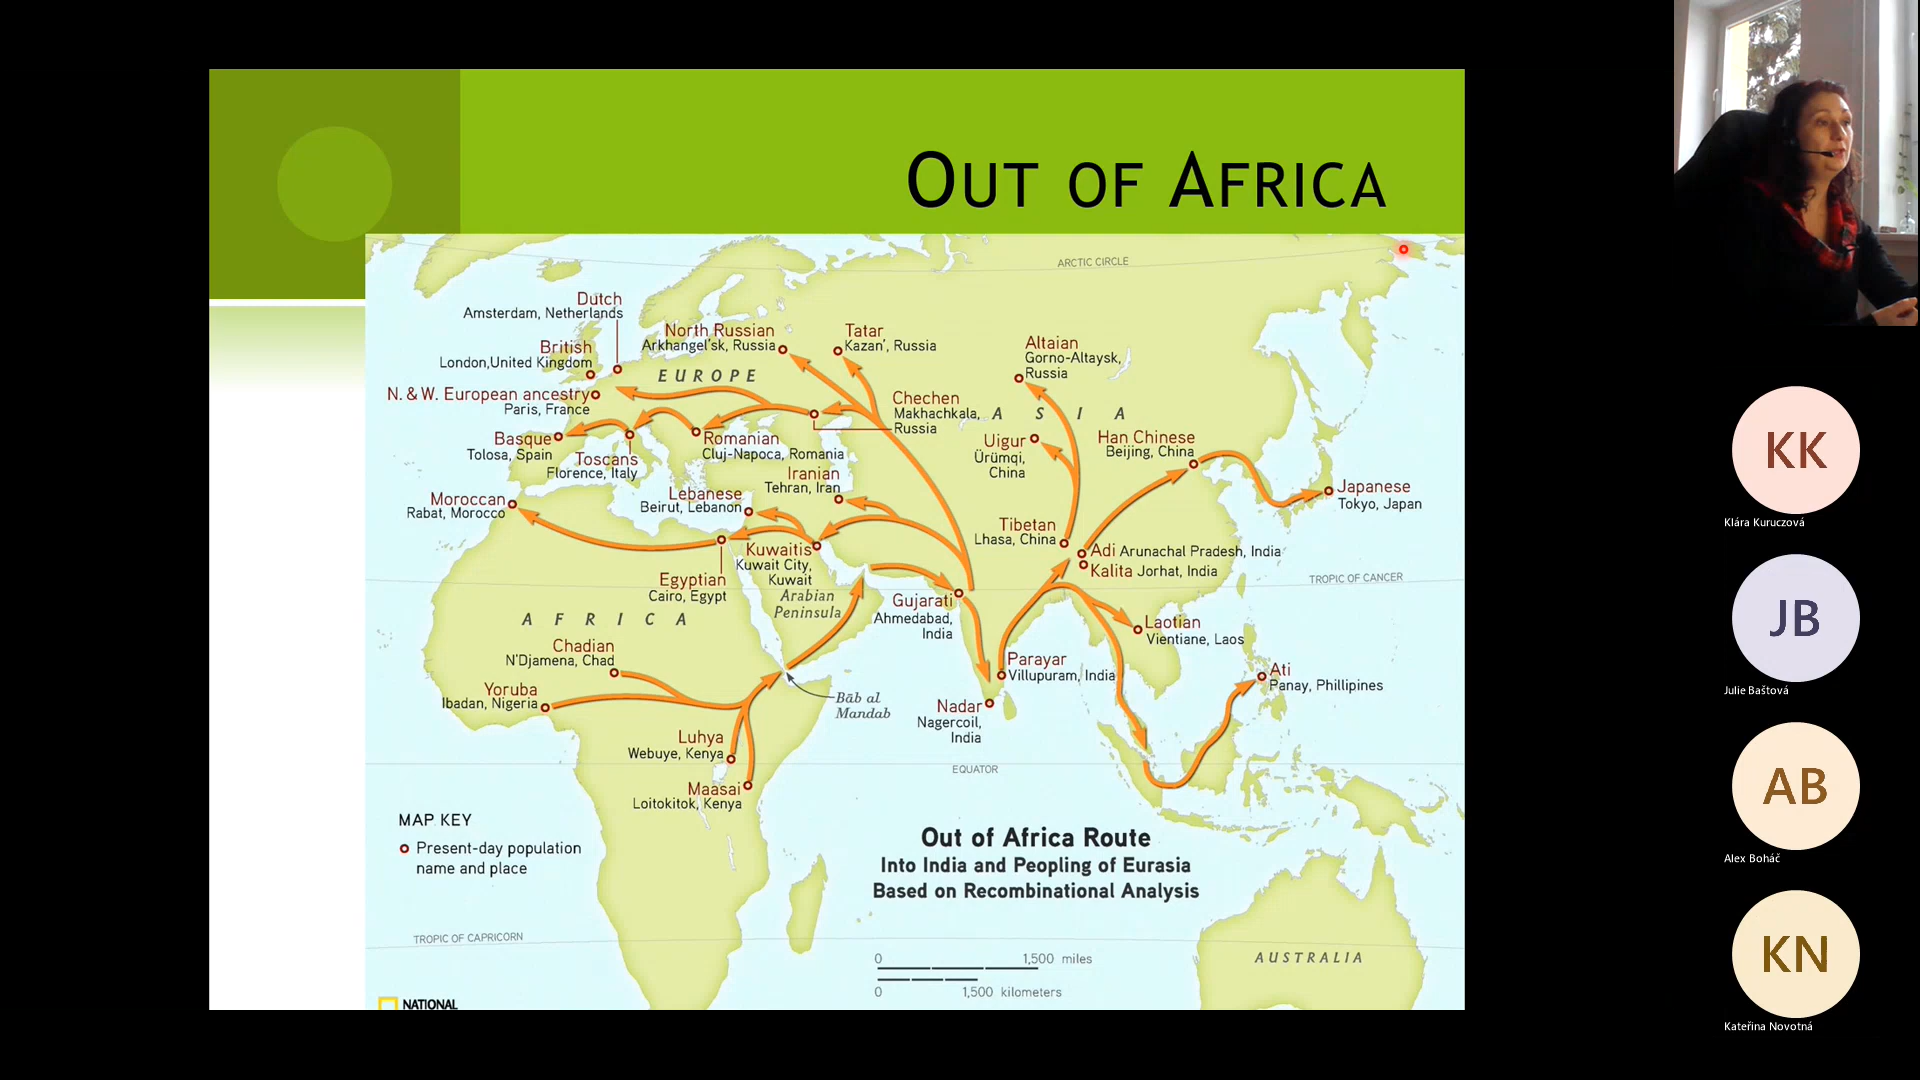 OUT OF AFRICA
ARCTIC CIRCLE
Dutch
Amsterdam, Netherlands
British
London,United Kingdom
N. & W. European ancestry
Paris, France
North Russian
Arkhangel'sk, Russia
Tatar
Kazan', Russia
Altaian
Gorno-Altaysk,
Russia
EUROPE
ASIA
Chechen
Makhachkala,
Russia
Basque
Tolosa, Spain
Toscans
Florence, Italy
Romanian
Cluj-Napoca, Romania
Uigur
Ürümqi,
China
Han Chinese
Beijing, China
Iranian
Tehran, Iran
Lebanese
Beirut, Lebanon
Moroccan
Rabat, Morocco
Japanese
Tokyo, Japan
Tibetan
Lhasa, China
Kuwaitis
Kuwait City,
Kuwait
Adi Arunachal Pradesh, India
Kalita Jorhat, India
TROPIC OF CANCER
Egyptian
Cairo, Egypt
Arabian
Peninsula
Gujarati
Ahmedabad,
India
AFRICA
Laotian
Vientiane, Laos
Chadian
N'Djamena, Chad
Parayar
Villupuram, India
Ati
Panay, Phillipines
Yoruba
Ibadan, Nigeria
Bāb al
Mandab
Nadar
Nagercoil,
India
Luhya
Webuye, Kenya
EQUATOR
Maasai
Loitokitok, Kenya
MAP KEY
Present-day population
name and place
Out of Africa Route
Into India and Peopling of Eurasia
Based on Recombinational Analysis
TROPIC OF CAPRICORN
0 1,500 miles
0 1,500 kilometers
AUSTRALIA
NATIONAL
KK
Klára Kuruczová
JB
Julie Baštová
AB
Alex Boháč
KN
Kateřina Novotná